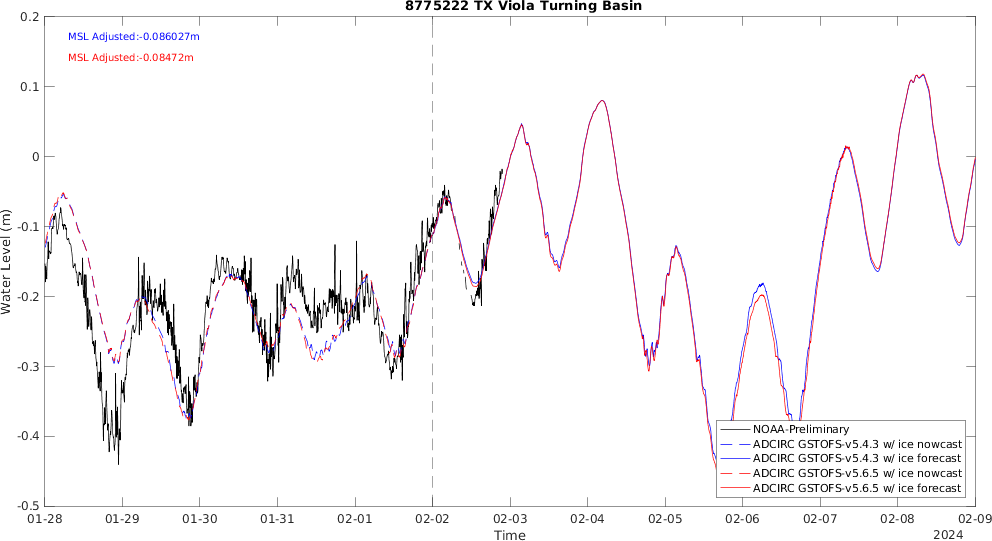 8775222 TX Viola Turning Basin
MSL Adjusted:-0.086027m
MSL Adjusted:-0.08472m
Water Level (m)
0.2
0.1
0
-0.1
-0.2
-0.3
-0.4
-0.5
NOAA-Preliminary
ADCIRC GSTOFS-v5.4.3 w/ ice nowcast
ADCIRC GSTOFS-v5.4.3 w/ ice forecast
ADCIRC GSTOFS-v5.6.5 w/ ice nowcast
ADCIRC GSTOFS-v5.6.5 w/ ice forecast
01-28 01-29 01-30 01-31 02-01 02-02 02-03 02-04 02-05 02-06 02-07 02-08 02-09
Time
2024